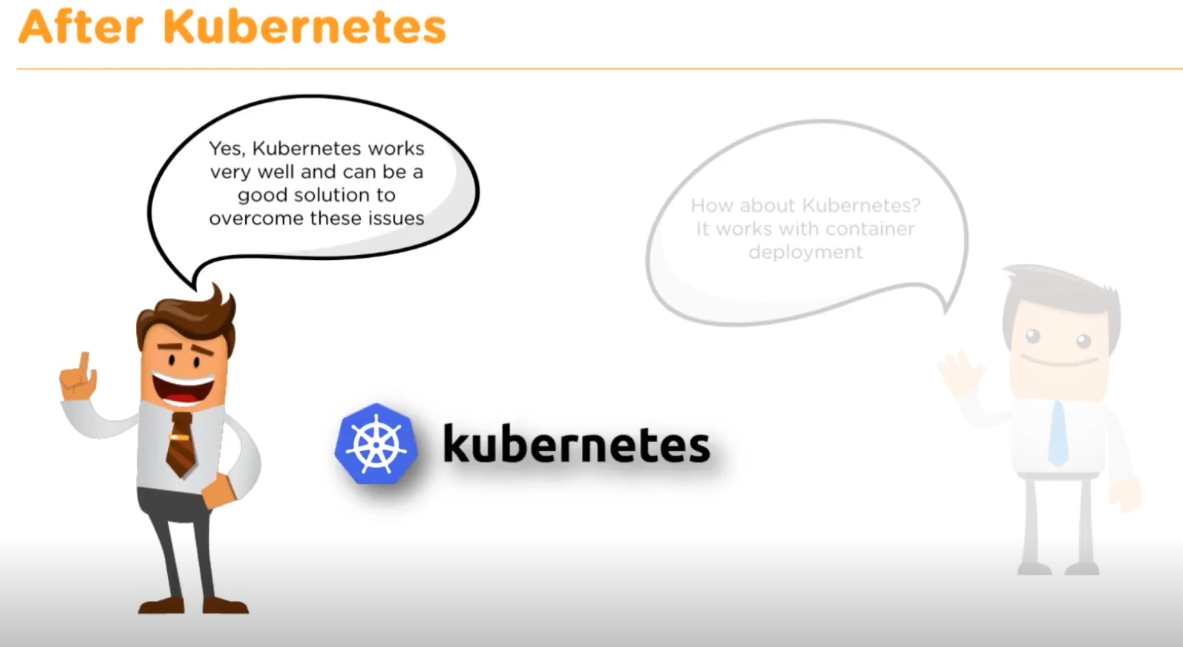 After Kubernetes
Yes, Kubernetes works
very well and can be a
good solution to
overcome these issues
How about Kubernetes?
It works with container
deployment
kubernetes